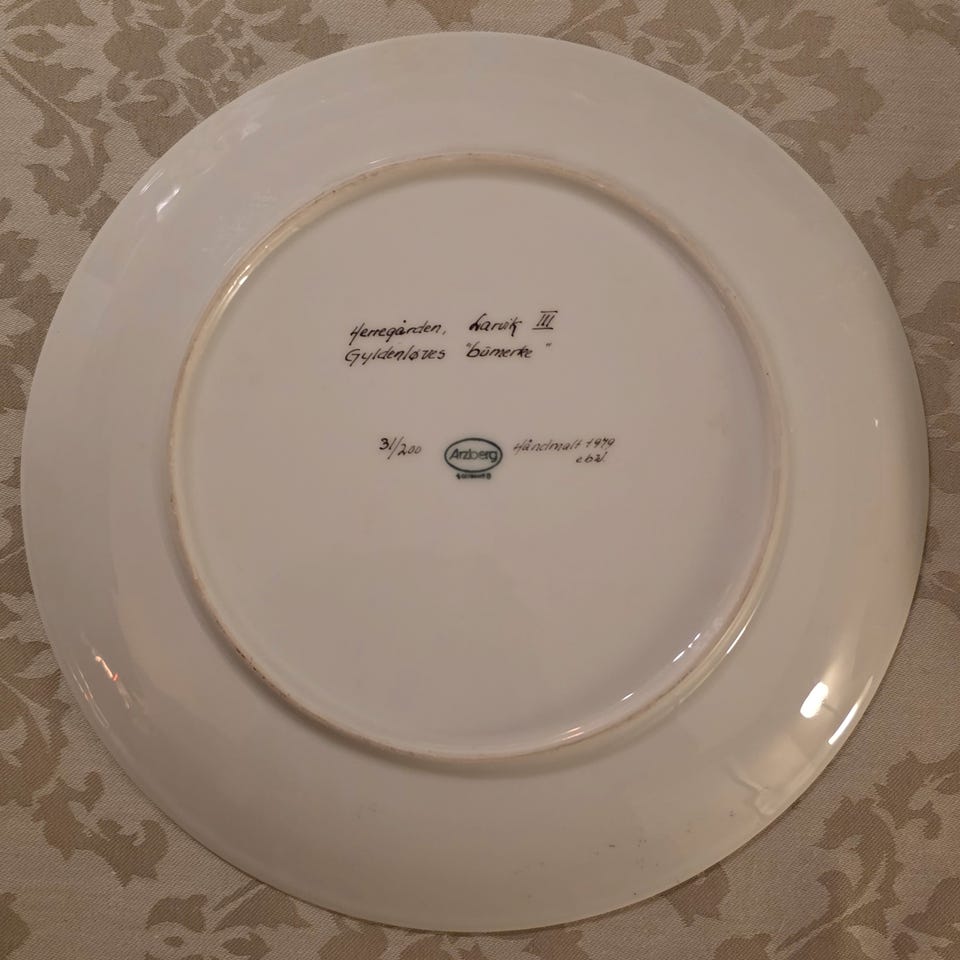 Herregården, Larvik III
Gyldenløves "bumerke"
31/200
Arzberg
Håndmalt 1979